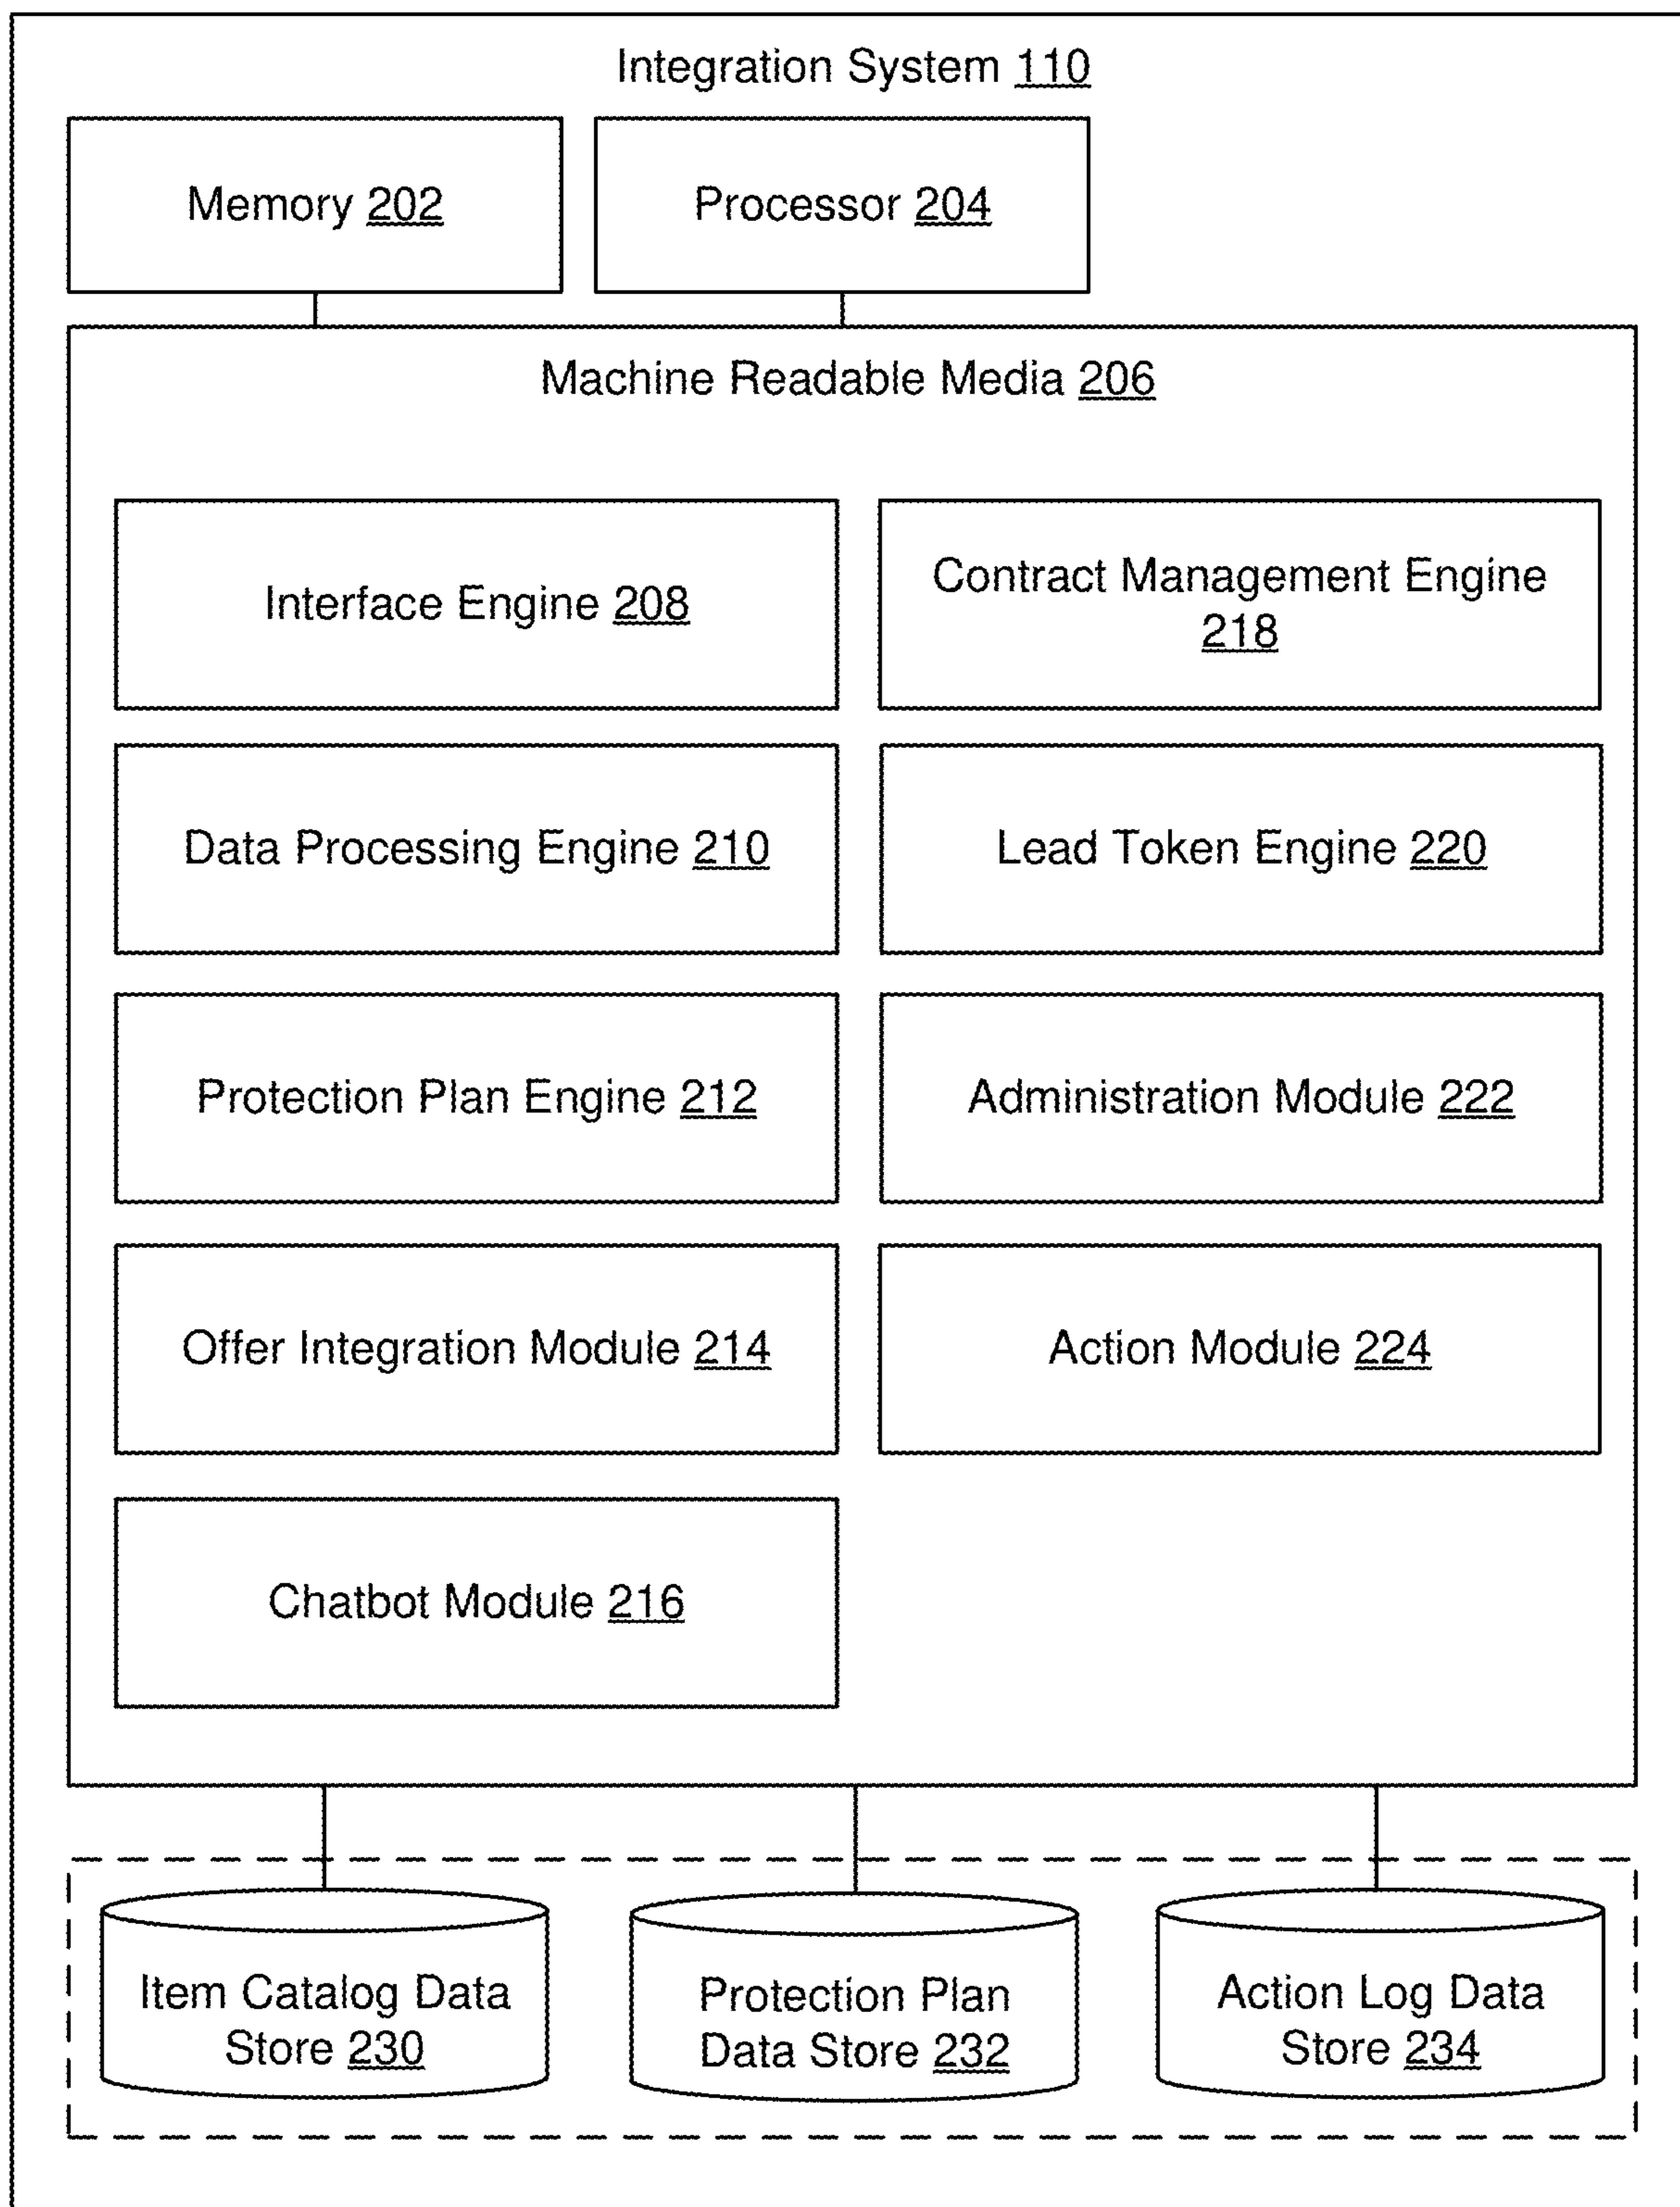 Integration System 110
Memory 202
Processor 204
Machine Readable Media 206
Interface Engine 208
Contract Management Engine
218
Data Processing Engine 210
Lead Token Engine 220
Protection Plan Engine 212
Administration Module 222
Offer Integration Module 214
Action Module 224
Chatbot Module 216
Item Catalog Data
Store 230
Protection Plan
Data Store 232
Action Log Data
Store 234